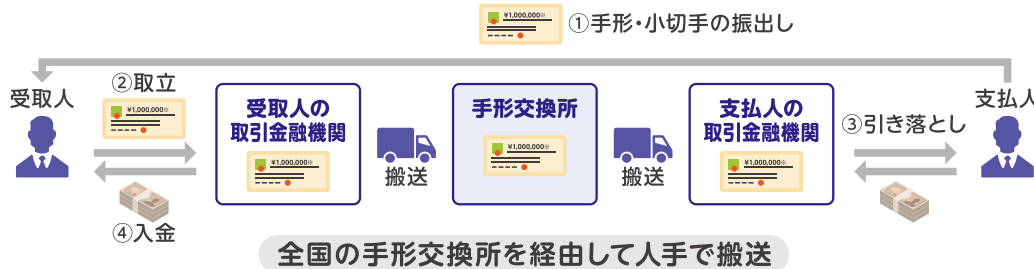 ¥1,000,000※
①手形・小切手の振出し
受取人
②取立
¥1,000,000※
④入金
受取人の
取引金融機関
¥1,000,000※
搬送
手形交換所
¥1,000,000※
搬送
支払人の
取引金融機関
¥1,000,000※
③引き落とし
支払人
全国の手形交換所を経由して人手で搬送